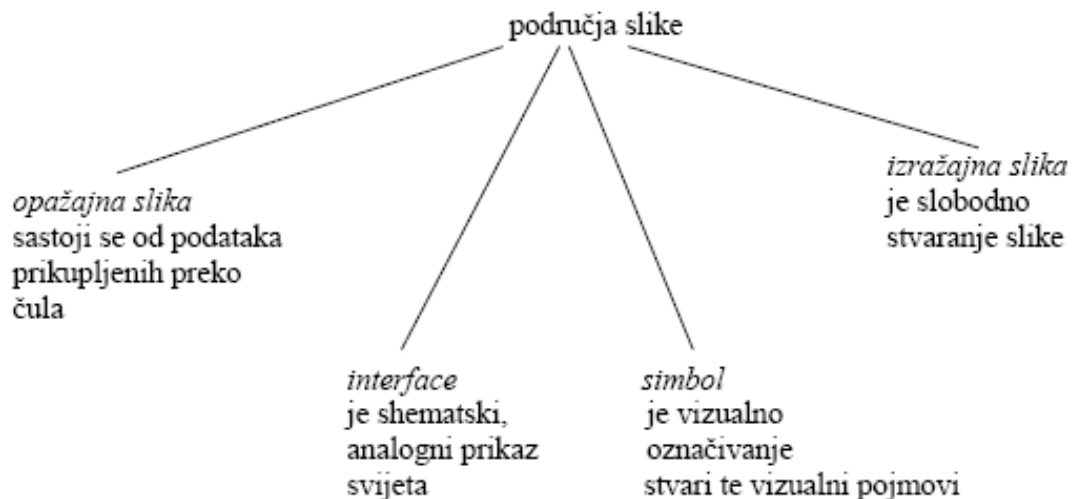 područja slike
opažajna slika
sastoji se od podataka
prikupljenih preko
čula
interface
je shematski,
analogni prikaz
svijeta
simbol
je vizualno
označivanje
stvari te vizualni pojmovi
izražajna slika
je slobodno
stvaranje slike